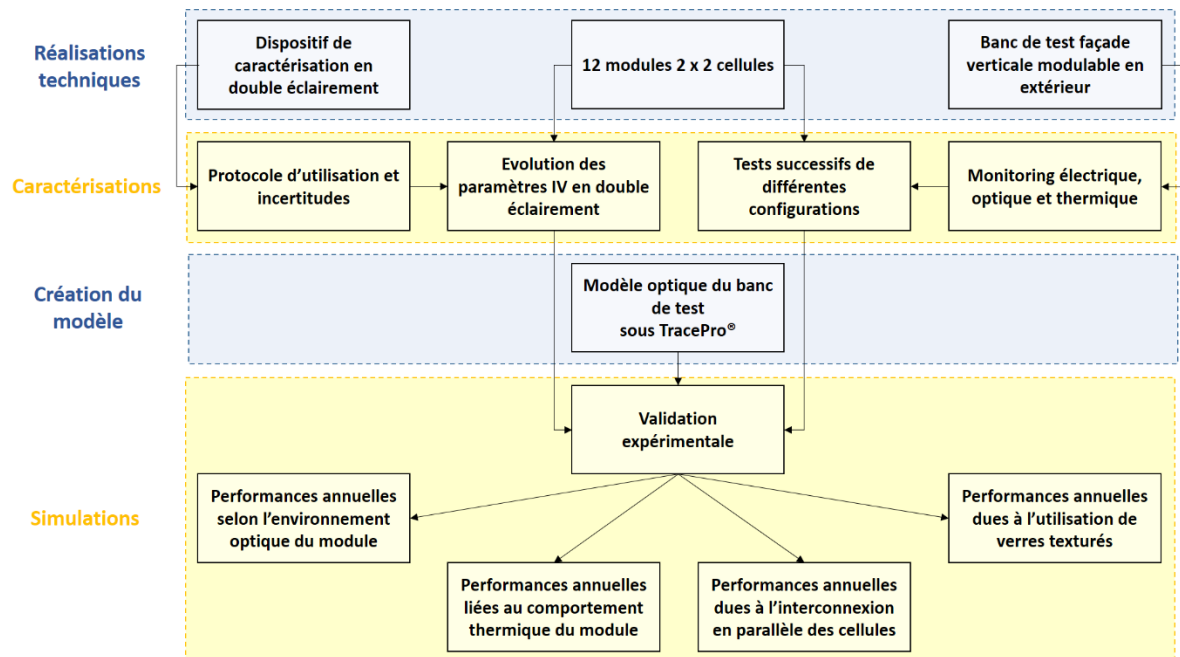 Réalisations
techniques
Dispositif de
caractérisation en
double éclairement
12 modules 2 x 2 cellules
Banc de test façade
verticale modulable en
extérieur
Caractérisations
Protocole d'utilisation et
incertitudes
Evolution des
paramètres IV en double
éclairement
Tests successifs de
différentes
configurations
Monitoring électrique,
optique et thermique
Création du
modèle
Modèle optique du banc
de test
sous TracePro®
Simulations
Validation
expérimentale
Performances annuelles
selon l'environnement
optique du module
Performances annuelles
liées au comportement
thermique du module
Performances annuelles
dues à l'interconnexion
en parallèle des cellules
Performances annuelles
dues à l'utilisation de
verres texturés